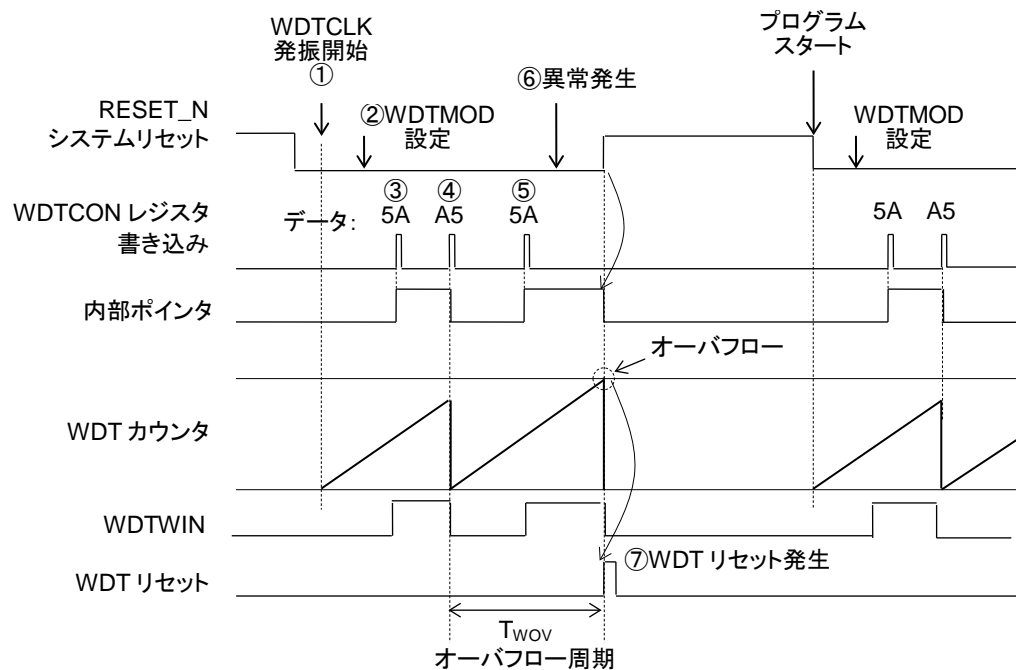 WDTCLK
発振開始
①
プログラム
スタート
⑥異常発生
RESET_N
システムリセット
②WDTMOD
設定
WDTMOD
設定
③ ④ ⑤
WDTCON レジスタ
書き込み
データ: 5A A5 5A
5A A5
内部ポインタ
オーバフロー
WDT カウンタ
WDTWIN
⑦WDT リセット発生
WDT リセット
TWOV
オーバフロー周期